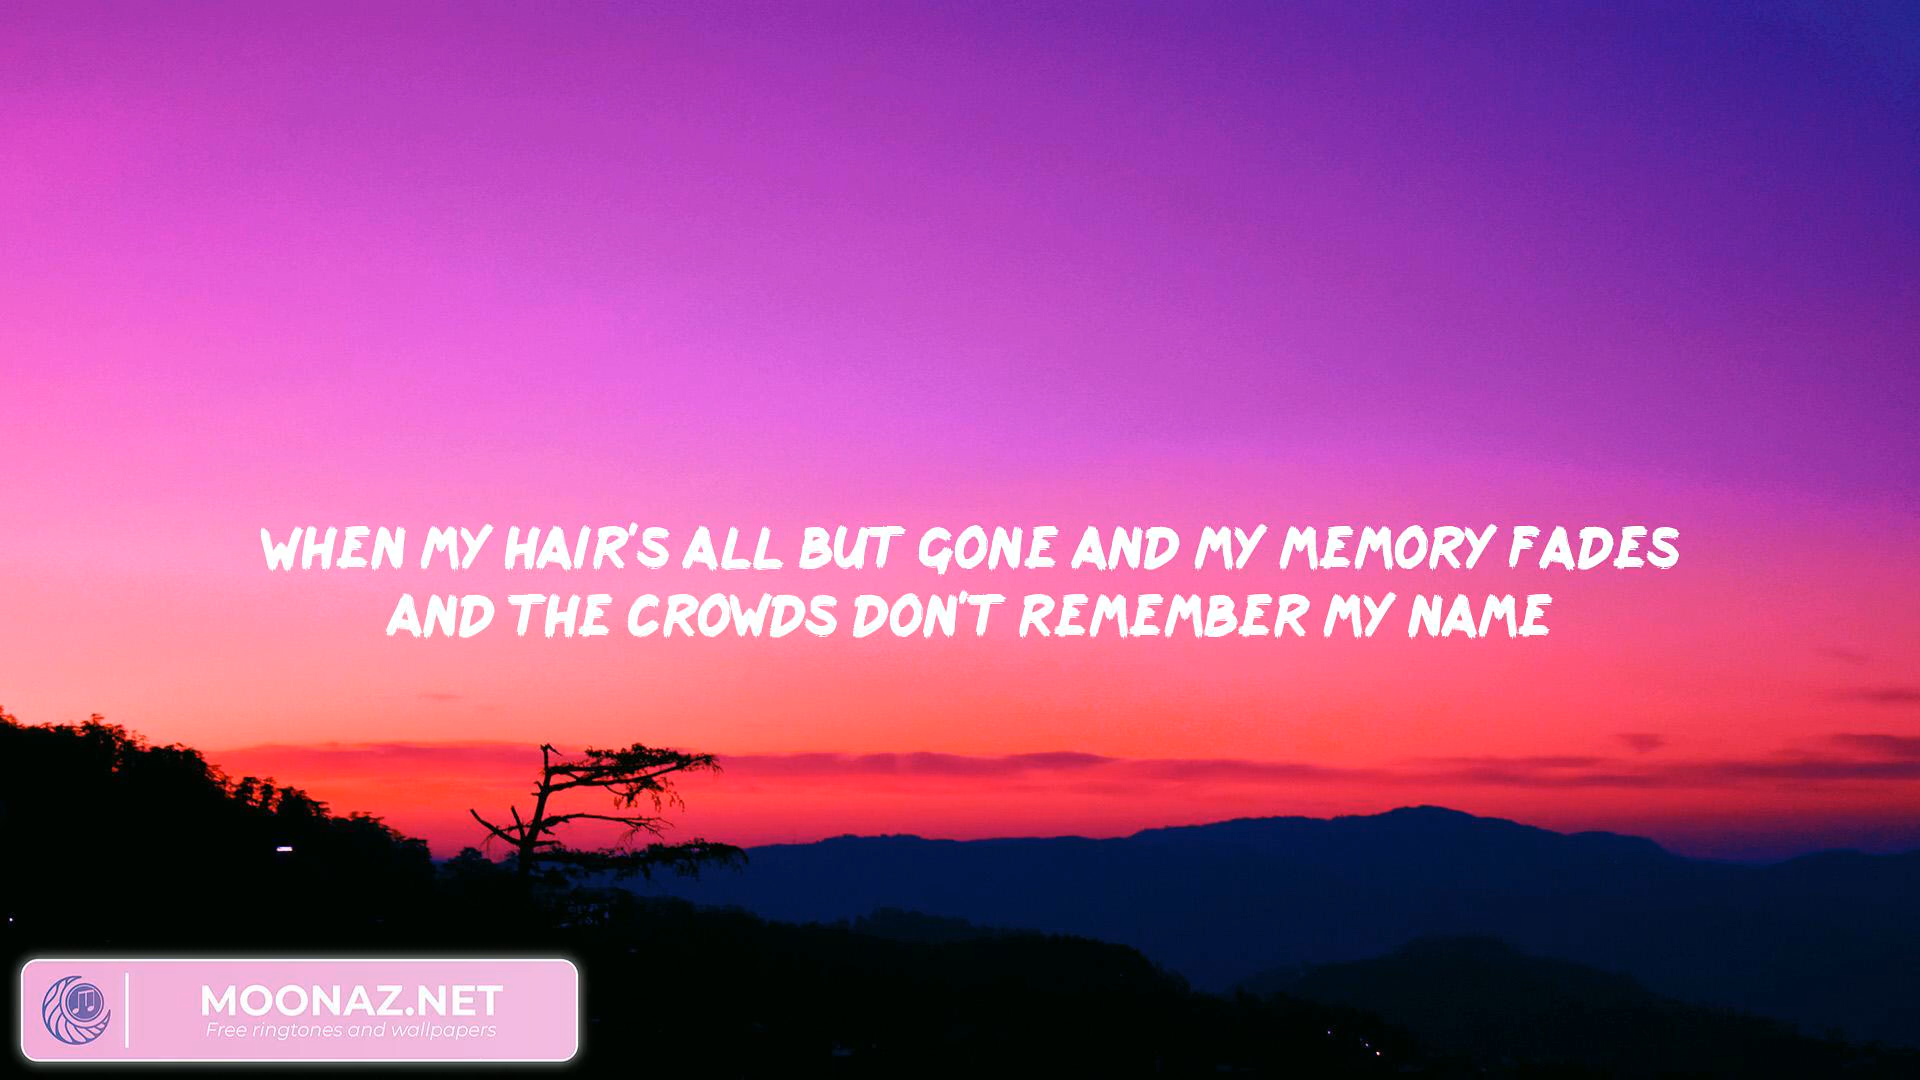 WHEN MY HAIR'S ALL BUT GONE AND MY MEMORY FADES
AND THE CROWDS DON'T REMEMBER MY NAME
MOONAZ.NET
Free ringtones and wallpapers